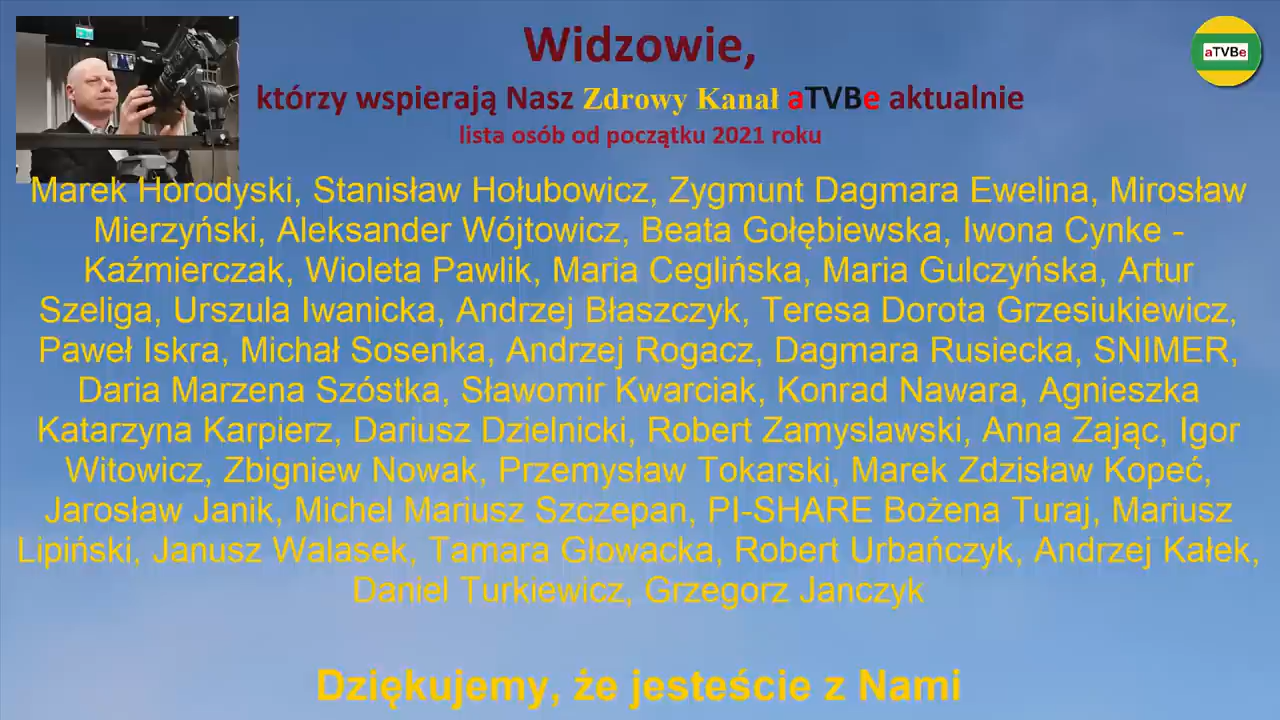 Widzowie,
aTVBe
którzy wspierają Nasz Zdrowy Kanał aTVBe aktualnie
lista osób od początku 2021 roku
Marek Horodyski, Stanisław Hołubowicz, Zygmunt Dagmara Ewelina, Mirosław
Mierzyński, Aleksander Wójtowicz, Beata Gołębiewska, Iwona Cynke -
Kaźmierczak, Wioleta Pawlik, Maria Ceglińska, Maria Gulczyńska, Artur
Szeliga, Urszula Iwanicka, Andrzej Błaszczyk, Teresa Dorota Grzesiukiewicz,
Paweł Iskra, Michał Sosenka, Andrzej Rogacz, Dagmara Rusiecka, SNIMER,
Daria Marzena Szóstka, Sławomir Kwarciak, Konrad Nawara, Agnieszka
Katarzyna Karpierz, Dariusz Dzielnicki, Robert Zamyslawski, Anna Zając, Igor
Witowicz, Zbigniew Nowak, Przemysław Tokarski, Marek Zdzisław Kopeć,
Jarosław Janik, Michel Mariusz Szczepan, PI-SHARE Bożena Turaj, Mariusz
Lipiński, Janusz Walasek, Tamara Głowacka, Robert Urbańczyk, Andrzej Kałek,
Daniel Turkiewicz, Grzegorz Janczyk
Dziękujemy, że jesteście z Nami